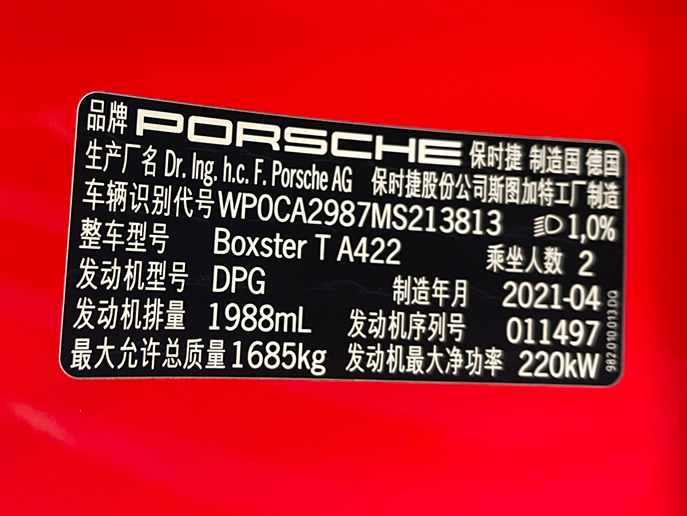 品牌 PORSCHE 保时捷 制造国 德国
生产厂名 Dr. Ing. h.c. F. Porsche AG 保时捷股份公司斯图加特工厂制造
车辆识别代号 WP0CA2987MS213813 1,0%
整车型号 Boxster T A422 乘坐人数 2
发动机型号 DPG 制造年月 2021-04
发动机排量 1988mL 发动机序列号 011497
最大允许总质量 1685kg 发动机最大净功率 220kW
982.010.013.DQ